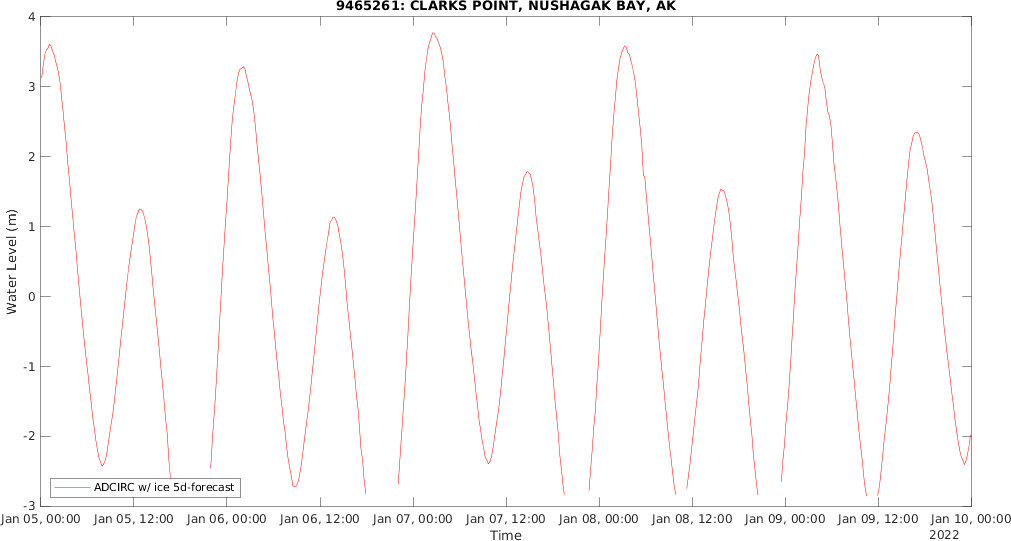 9465261: CLARKS POINT, NUSHAGAK BAY, AK
4
3
2
1
0
-1
-2
-3
Water Level (m)
ADCIRC w/ ice 5d-forecast
Jan 05, 00:00 Jan 05, 12:00 Jan 06, 00:00 Jan 06, 12:00 Jan 07, 00:00 Jan 07, 12:00 Jan 08, 00:00 Jan 08, 12:00 Jan 09, 00:00 Jan 09, 12:00 Jan 10, 00:00
Time
2022